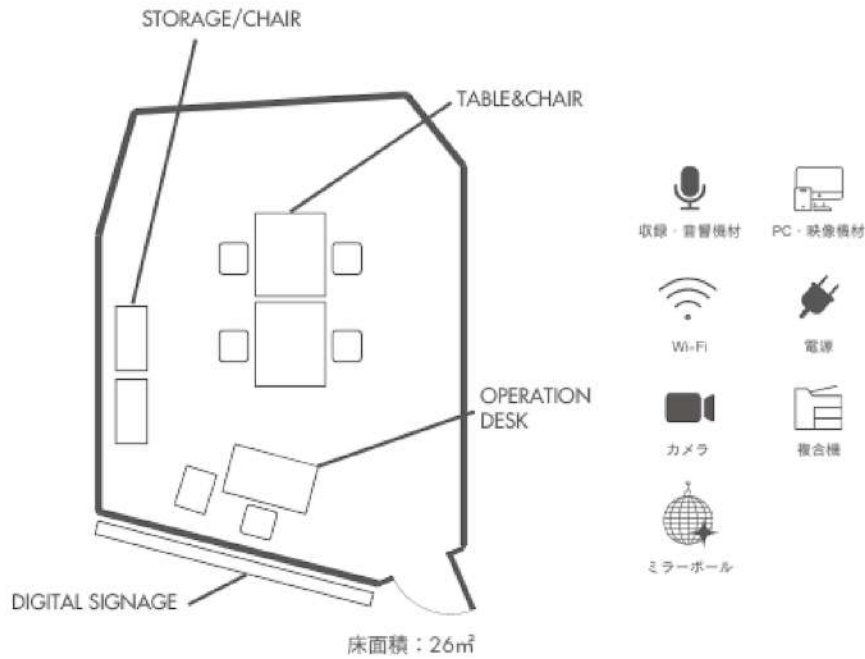 STORAGE/CHAIR
TABLE&CHAIR
収録・音響機材
PC・映像機材
Wi-Fi
電源
OPERATION
DESK
カメラ
複合機
ミラーボール
DIGITAL SIGNAGE
床面積：26㎡